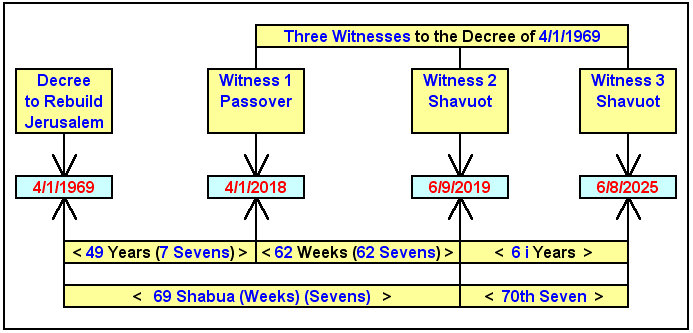 Three Witnesses to the Decree of 4/1/1969
Decree
to Rebuild
Jerusalem
Witness 1
Passover
Witness 2
Shavuot
Witness 3
Shavuot
4/1/1969
4/1/2018
6/9/2019
6/8/2025
< 49 Years (7 Sevens) >
< 62 Weeks (62 Sevens) >
< 6 i Years >
< 69 Shabua (Weeks) (Sevens) >
< 70th Seven >